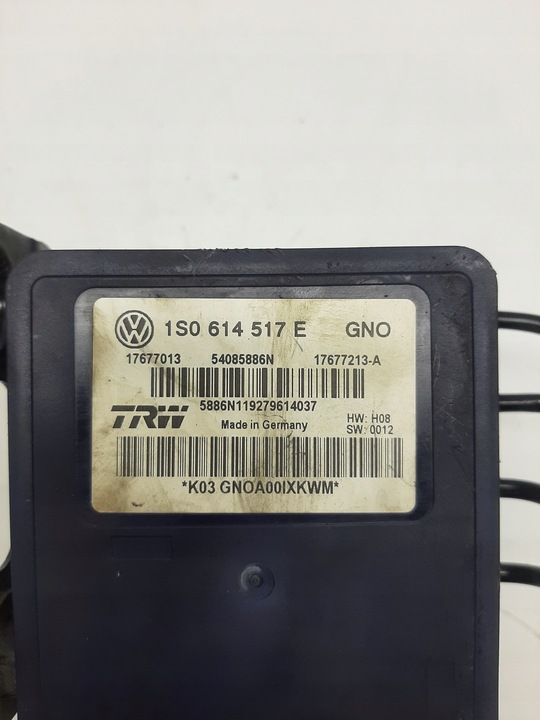 1S0 614 517 E GNO
17677013 54085886N 17677213-A
5886N119279614037
TRW Made in Germany HW: H08
SW: 0012
*K03 GNOA00IXKWM*